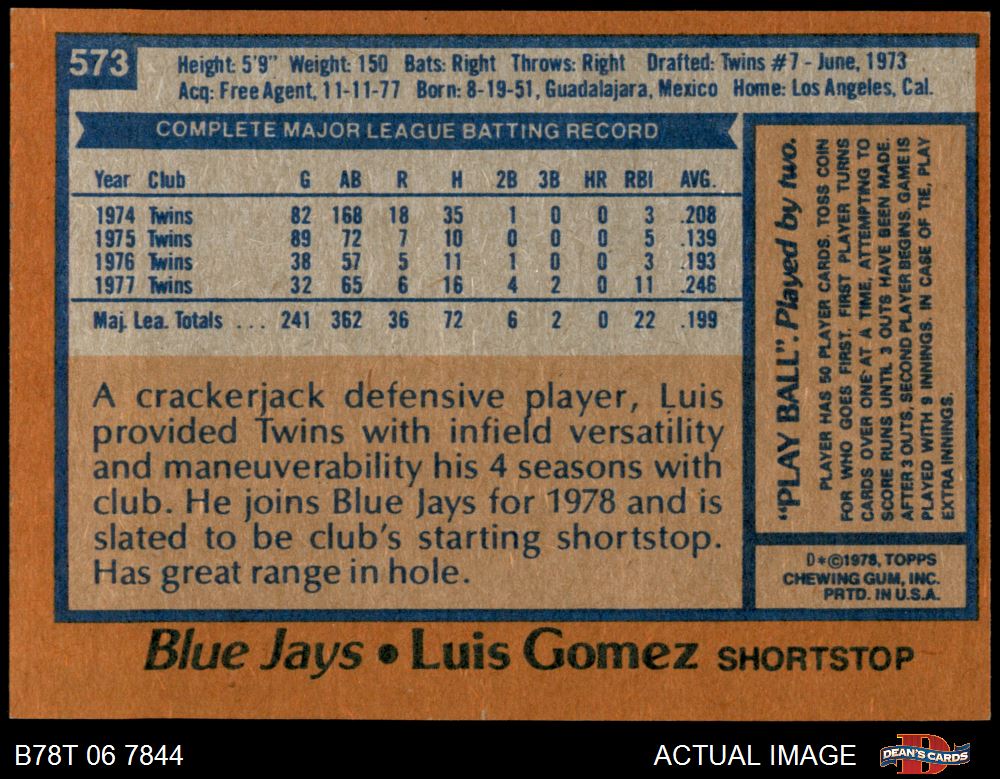 573
Height: 5'9" Weight: 150 Bats: Right Throws: Right Drafted: Twins #7 - June, 1973
Acq: Free Agent, 11-11-77 Born: 8-19-51, Guadalajara, Mexico Home: Los Angeles, Cal.
COMPLETE MAJOR LEAGUE BATTING RECORD
Year Club G AB R H 2B 3B HR RBI AVG.
1974 Twins 82 168 18 35 1 0 0 3 .208
1975 Twins 89 72 7 10 0 0 0 5 .139
1976 Twins 38 57 5 11 1 0 0 3 .193
1977 Twins 32 65 6 16 4 2 0 11 .246
Maj. Lea. Totals ... 241 362 36 72 6 2 0 22 .199
A crackerjack defensive player, Luis
provided Twins with infield versatility
and maneuverability his 4 seasons with
club. He joins Blue Jays for 1978 and is
slated to be club's starting shortstop.
Has great range in hole.
"PLAY BALL". Played by two.
PLAYER HAS 50 PLAYER CARDS. TOSS COIN
FOR WHO GOES FIRST. FIRST PLAYER TURNS
CARDS OVER ONE AT A TIME, ATTEMPTING TO
SCORE RUNS UNTIL 3 OUTS HAVE BEEN MADE.
AFTER 3 OUTS, SECOND PLAYER BEGINS. GAME IS
PLAYED WITH 9 INNINGS. IN CASE OF TIE, PLAY
EXTRA INNINGS.
D*©1978, TOPPS
CHEWING GUM, INC.
PRTD. IN U.S.A.
Blue Jays • Luis Gomez SHORTSTOP
B78T 06 7844
ACTUAL IMAGE
D
DEAN'S CARDS